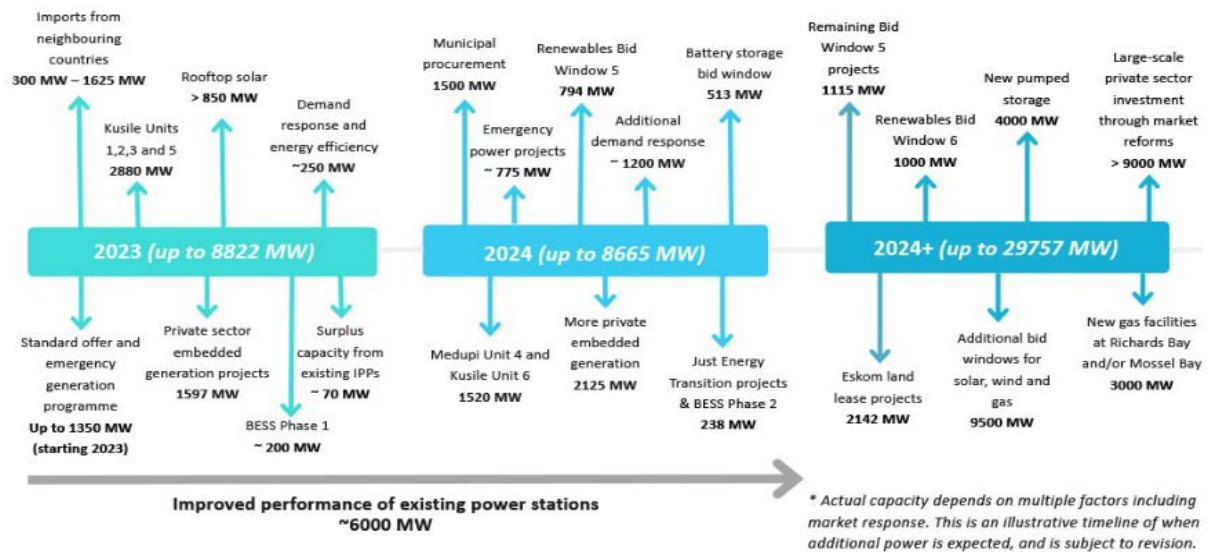 Imports from
neighbouring
countries
300 MW – 1625 MW
Kusile Units
1,2,3 and 5
2880 MW
Rooftop solar
> 850 MW
Demand
response and
energy efficiency
~250 MW
Municipal
procurement
1500 MW
Emergency
power projects
~ 775 MW
Renewables Bid
Window 5
794 MW
Additional
demand response
~ 1200 MW
Battery storage
bid window
513 MW
Remaining Bid
Window 5
projects
1115 MW
Renewables Bid
Window 6
1000 MW
New pumped
storage
4000 MW
Large-scale
private sector
investment
through market
reforms
> 9000 MW
2023 (up to 8822 MW)
2024 (up to 8665 MW)
2024+ (up to 29757 MW)
Standard offer and
emergency
generation
programme
Up to 1350 MW
(starting 2023)
Private sector
embedded
generation projects
1597 MW
BESS Phase 1
~ 200 MW
Surplus
capacity from
existing IPPs
~ 70 MW
Medupi Unit 4 and
Kusile Unit 6
1520 MW
More private
embedded
generation
2125 MW
Just Energy
Transition projects
& BESS Phase 2
238 MW
Eskom land
lease projects
2142 MW
Additional bid
windows for
solar, wind and
gas
9500 MW
New gas facilities
at Richards Bay
and/or Mossel Bay
3000 MW
Improved performance of existing power stations
~6000 MW
* Actual capacity depends on multiple factors including
market response. This is an illustrative timeline of when
additional power is expected, and is subject to revision.